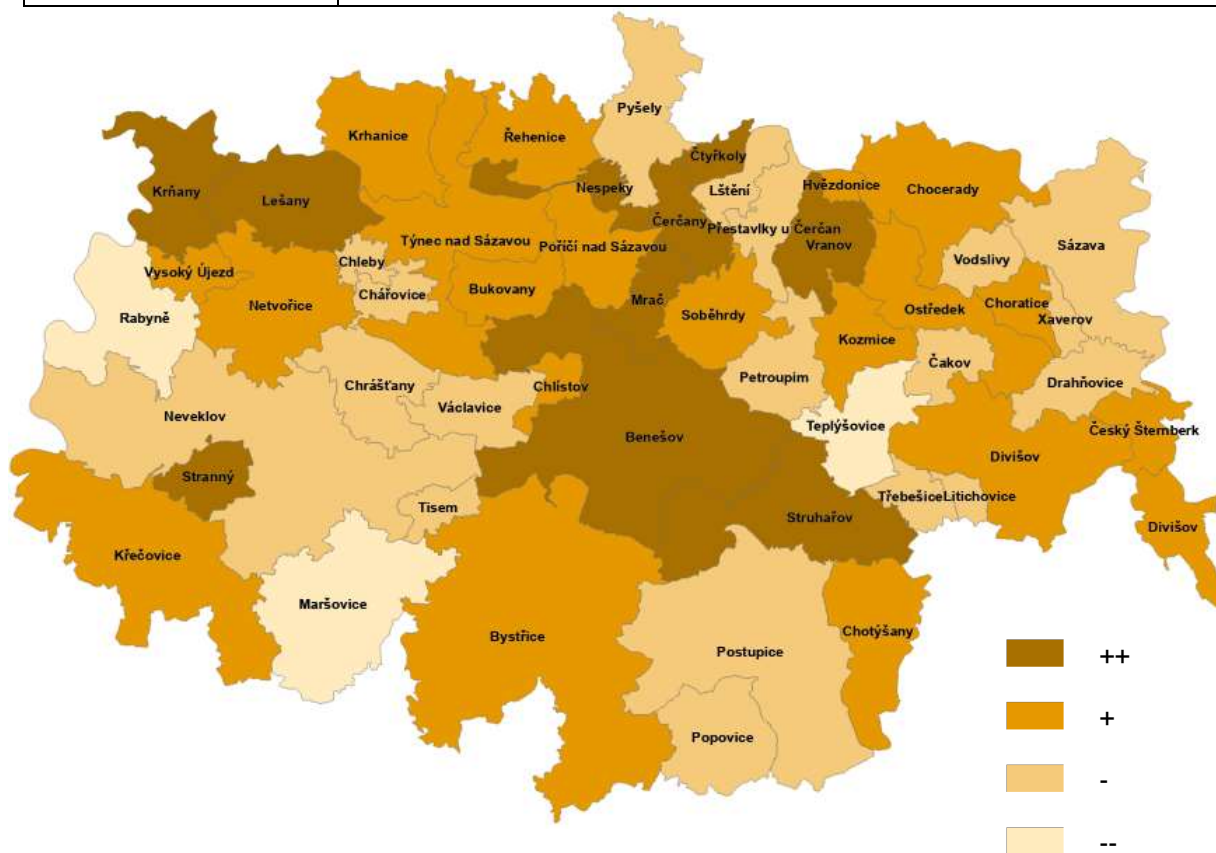 Pyšely
Krhanice
Řehenice
Čtyřkoly
Krňany
Lešany
Nespeky
Lštění
Hvězdonice
Chocerady
Čerčany
Přestavlky u Čerčan
Týnec nad Sázavou
Poříčí nad Sázavou
Vranov
Sázava
Vodslivy
Chleby
Vysoký Újezd
Chářovice
Bukovany
Mrač
Netvořice
Rabyně
Soběhrdy
Ostředek
Choratice
Xaverov
Kozmice
Čakov
Petroupim
Drahňovice
Chrášťany
Chlístov
Václavice
Neveklov
Teplýšovice
Český Šternberk
Benešov
Divišov
Stranný
Třebešice
Litichovice
Tisem
Struhařov
Divišov
Křečovice
Maršovice
Bystřice
Chotýšany
Postupice
Popovice
++
+
-
--